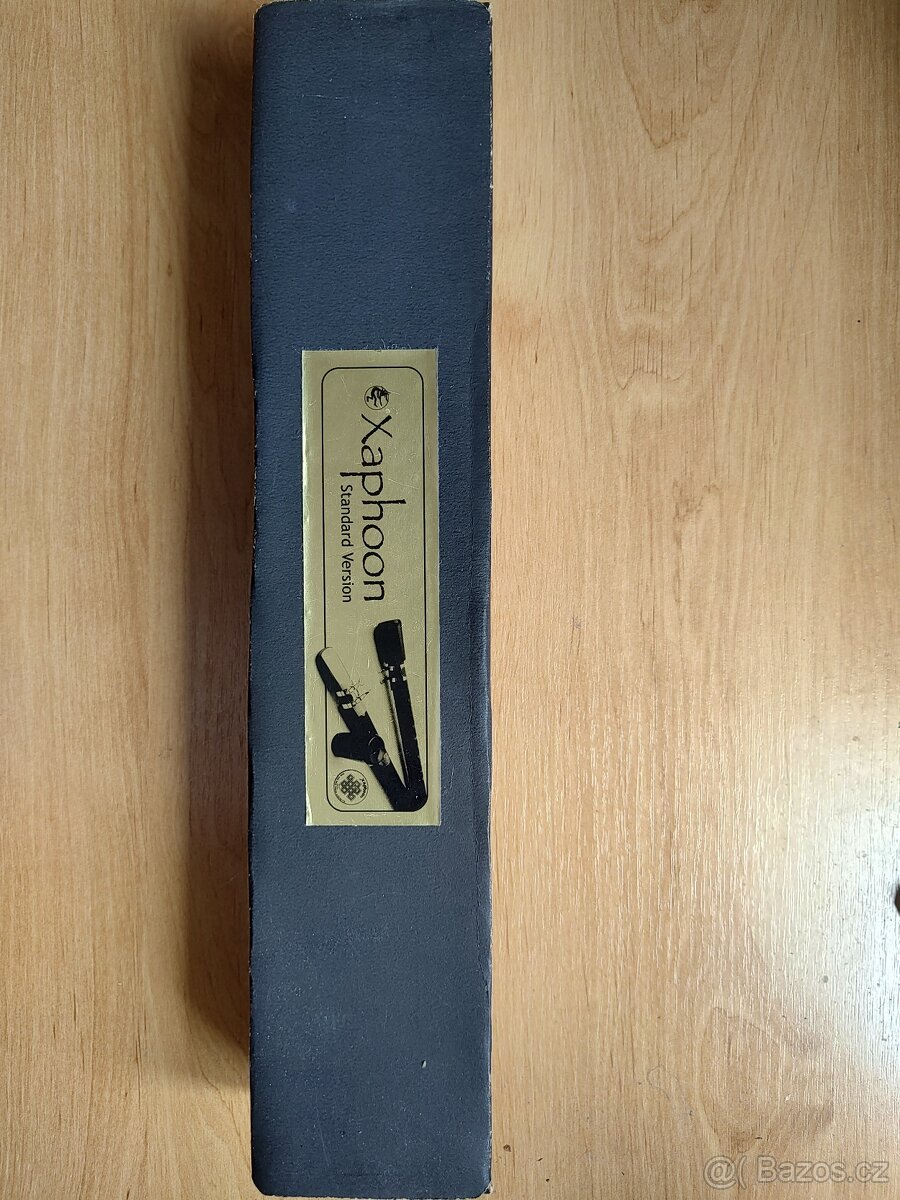 Xaphoon
Standard Version
@( Bazos.cz